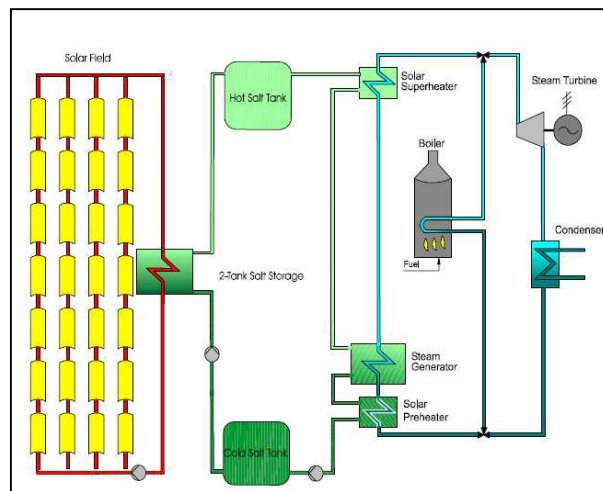 Solar Field
Hot Salt Tank
Solar
Superheater
Steam Turbine
Boiler
Condenser
Fuel
2-Tank Salt Storage
Steam
Generator
Solar
Preheater
Cold Salt Tank